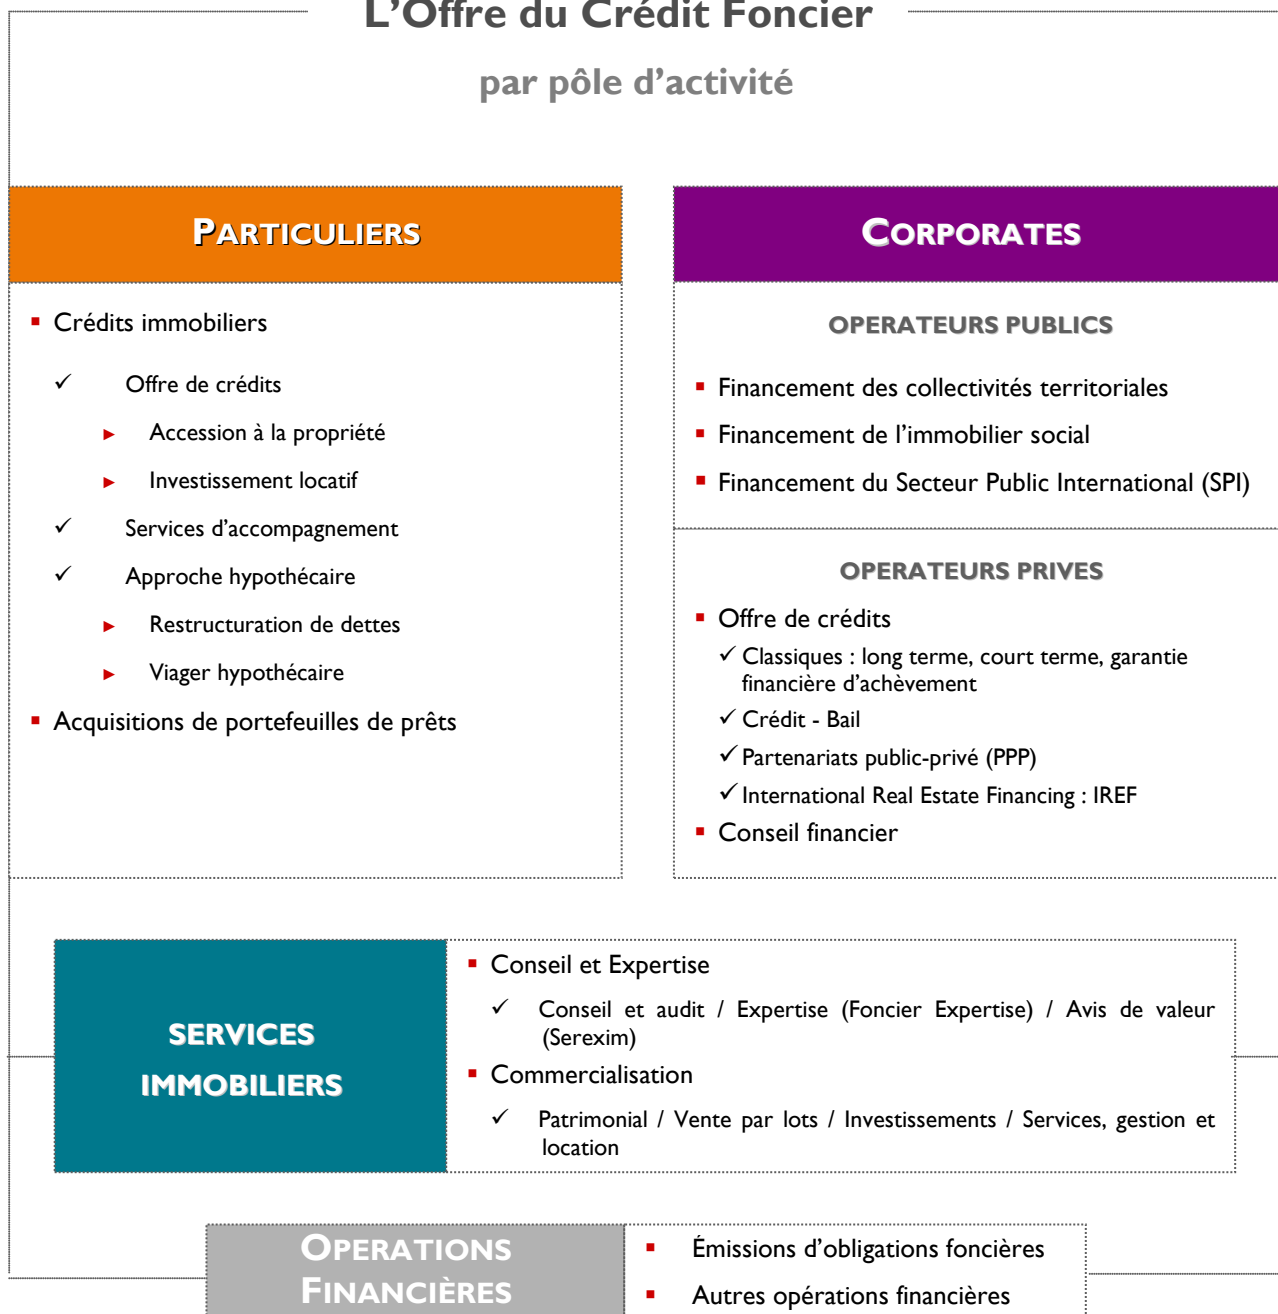 L’Offre du Crédit Foncier
par pôle d’activité
PARTICULIERS
▪ Crédits immobiliers
✓ Offre de crédits
► Accession à la propriété
► Investissement locatif
✓ Services d’accompagnement
✓ Approche hypothécaire
► Restructuration de dettes
► Viager hypothécaire
▪ Acquisitions de portefeuilles de prêts
CORPORATES
OPERATEURS PUBLICS
▪ Financement des collectivités territoriales
▪ Financement de l’immobilier social
▪ Financement du Secteur Public International (SPI)
OPERATEURS PRIVES
▪ Offre de crédits
✓ Classiques : long terme, court terme, garantie
financière d’achèvement
✓ Crédit - Bail
✓ Partenariats public-privé (PPP)
✓ International Real Estate Financing : IREF
▪ Conseil financier
SERVICES
IMMOBILIERS
▪ Conseil et Expertise
✓ Conseil et audit / Expertise (Foncier Expertise) / Avis de valeur
(Serexim)
▪ Commercialisation
✓ Patrimonial / Vente par lots / Investissements / Services, gestion et
location
OPERATIONS
FINANCIÈRES
▪ Émissions d’obligations foncières
▪ Autres opérations financières